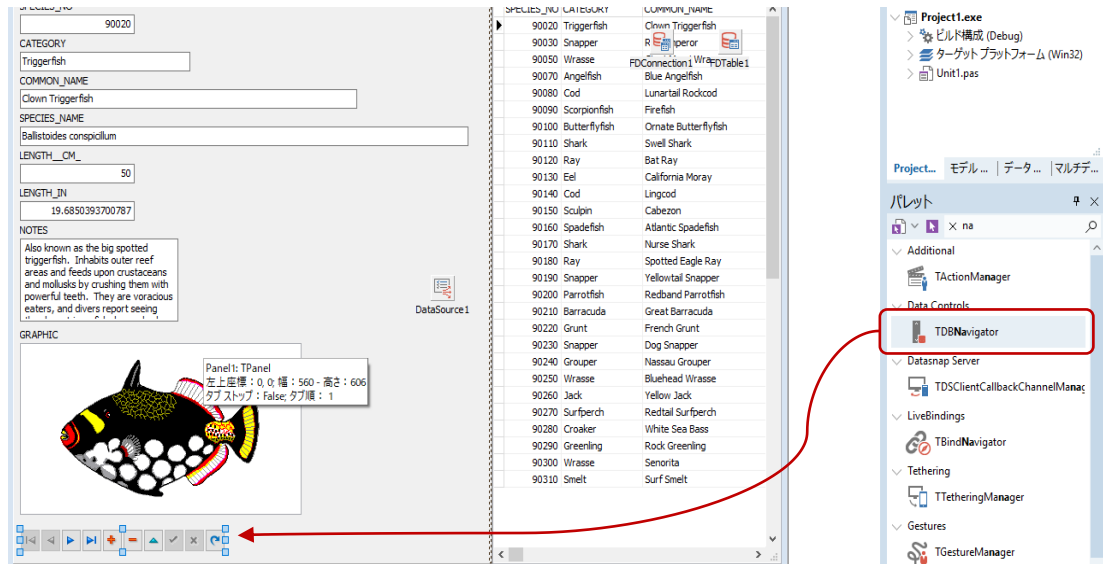 SPECIES_NO
90020
CATEGORY
Triggerfish
COMMON_NAME
Clown Triggerfish
SPECIES_NAME
Ballistoides conspicillum
LENGTH__CM_
50
LENGTH_IN
19.6850393700787
NOTES
Also known as the big spotted
triggerfish. Inhabits outer reef
areas and feeds upon crustaceans
and mollusks by crushing them with
powerful teeth. They are voracious
eaters, and divers report seeing
GRAPHIC
Panel1: TPanel
左上座標：0, 0; 幅：560 - 高さ：606
タブ ストップ：False; タブ順： 1
DataSource1
SPECIES_NO CATEGORY COMMON_NAME
90020 Triggerfish Clown Triggerfish
90030 Snapper
90050 Wrasse
FDConnection1
FDTable1
90070 Angelfish Blue Angelfish
90080 Cod Lunartail Rockcod
90090 Scorpionfish Firefish
90100 Butterflyfish Ornate Butterflyfish
90110 Shark Swell Shark
90120 Ray Bat Ray
90130 Eel California Moray
90140 Cod Lingcod
90150 Sculpin Cabezon
90160 Spadefish Atlantic Spadefish
90170 Shark Nurse Shark
90180 Ray Spotted Eagle Ray
90190 Snapper Yellowtail Snapper
90200 Parrotfish Redband Parrotfish
90210 Barracuda Great Barracuda
90220 Grunt French Grunt
90230 Snapper Dog Snapper
90240 Grouper Nassau Grouper
90250 Wrasse Bluehead Wrasse
90260 Jack Yellow Jack
90270 Surfperch Redtail Surfperch
90280 Croaker White Sea Bass
90290 Greenling Rock Greenling
90300 Wrasse Senorita
90310 Smelt Surf Smelt
Project1.exe
ビルド構成 (Debug)
ターゲット プラットフォーム (Win32)
Unit1.pas
Project... モデル ... データ ... マルチデ...
パレット
na
Additional
TActionManager
Data Controls
TDBNavigator
Datasnap Server
TDSClientCallbackChannelManag
LiveBindings
TBindNavigator
Tethering
TTetheringManager
Gestures
TGestureManager